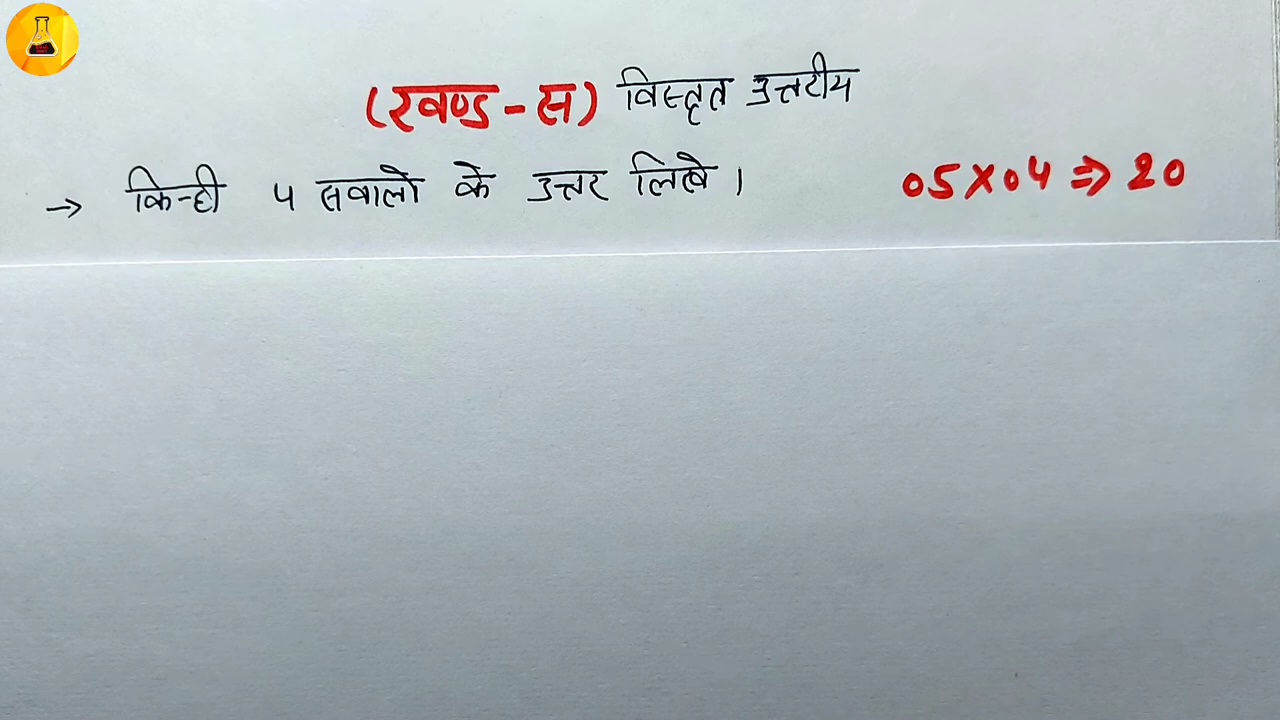 (खण्ड - स) विस्तृत उत्तरीय
→ किन्ही 4 सवालो के उत्तर लिखे । 05 X 04 => 20